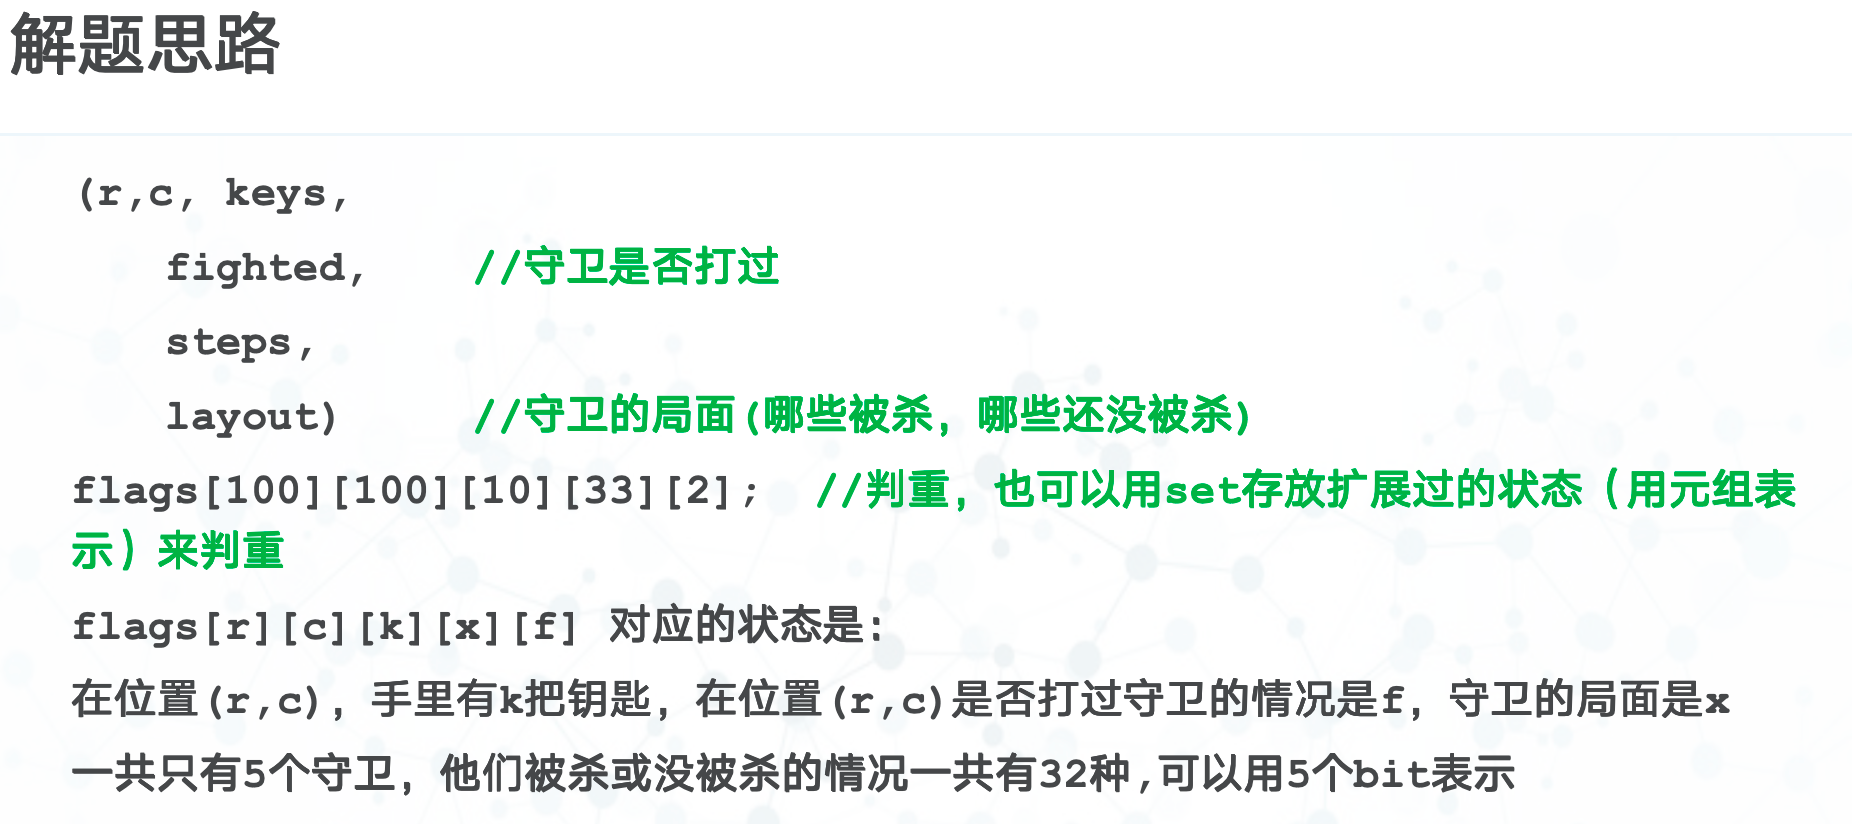 解题思路
(r,c, keys,
fighted, //守卫是否打过
steps,
layout) //守卫的局面(哪些被杀，哪些还没被杀)
flags[100][100][10][33][2]; //判重，也可以用set存放扩展过的状态（用元组表
示）来判重
flags[r][c][k][x][f] 对应的状态是:
在位置(r,c)，手里有k把钥匙，在位置(r,c)是否打过守卫的情况是f，守卫的局面是x
一共只有5个守卫，他们被杀或没被杀的情况一共有32种,可以用5个bit表示